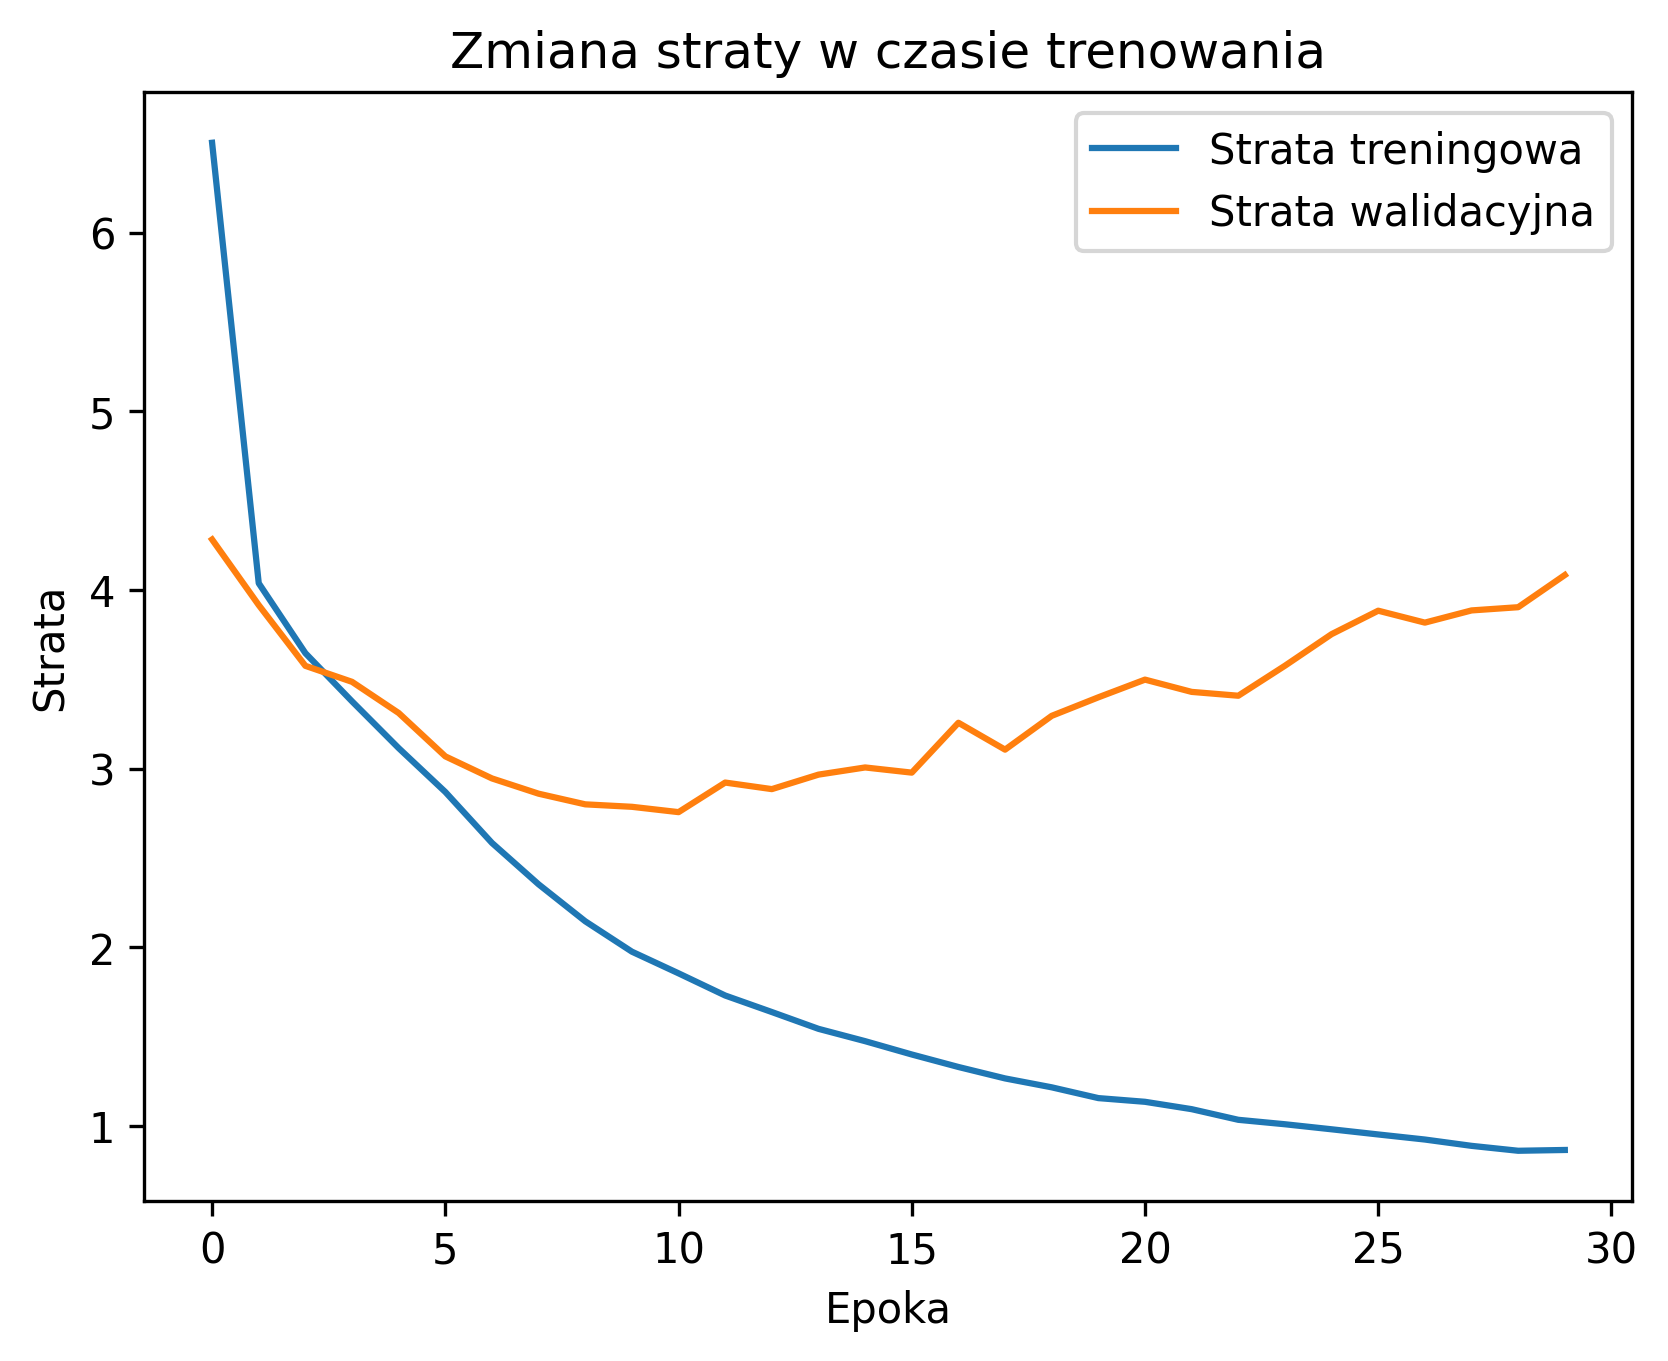 Zmiana straty w czasie trenowania
Strata treningowa
Strata walidacyjna
6
5
4
3
2
1
Strata
0 5 10 15 20 25 30
Epoka